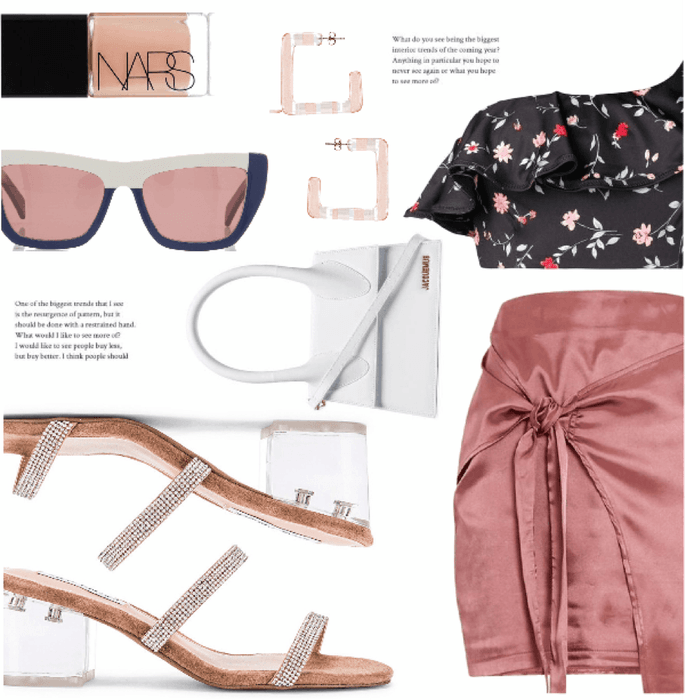 NARS
What do you see being the biggest
interior trends of the coming year?
Anything in particular you hope to
never see again or what you hope
to see more of?
JACQUEMUS
One of the biggest trends that I see
is the resurgence of pattern, but it
should be done with a restrained hand.
What would I like to see more of?
I would like to see people buy less,
but buy better. I think people should